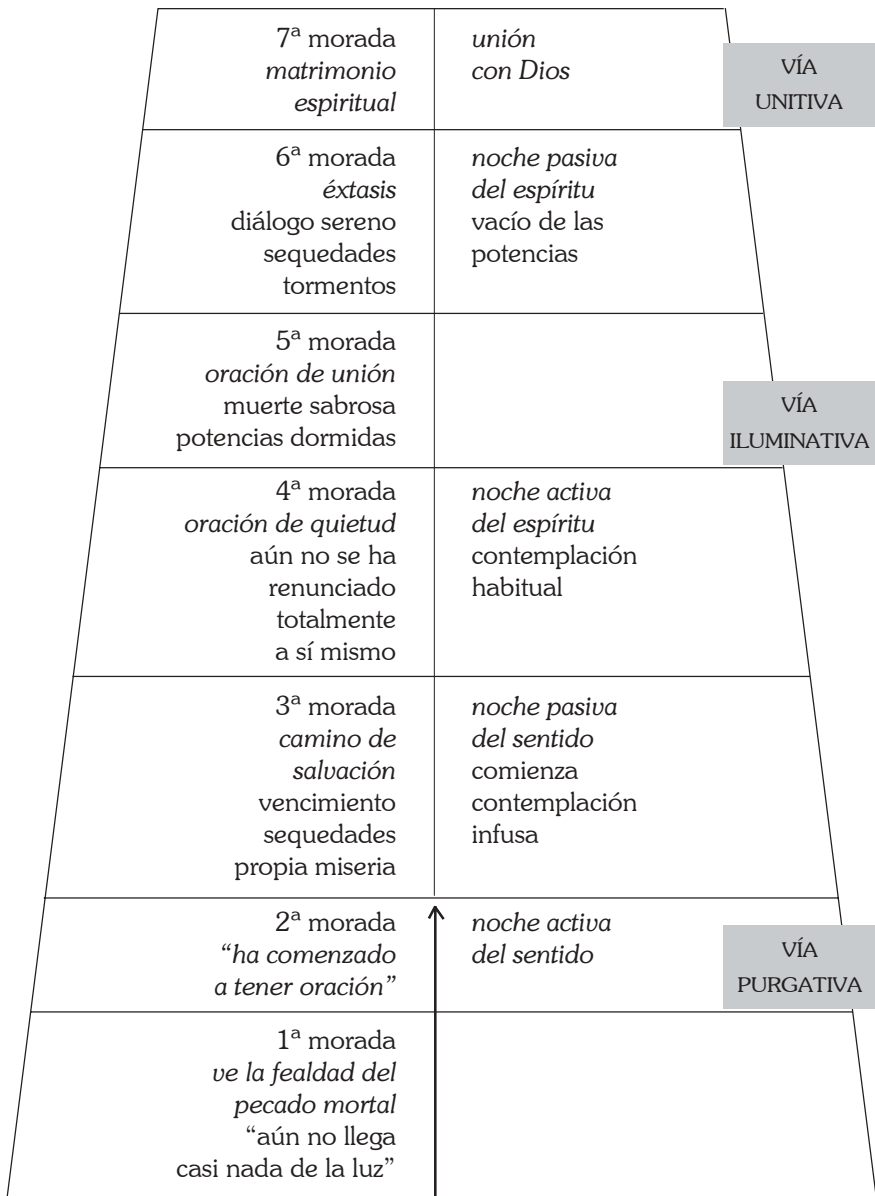 7ª morada
matrimonio
espiritual
unión
con Dios
VÍA
UNITIVA
6ª morada
éxtasis
diálogo sereno
sequedades
tormentos
noche pasiva
del espíritu
vacío de las
potencias
5ª morada
oración de unión
muerte sabrosa
potencias dormidas
VÍA
ILUMINATIVA
4ª morada
oración de quietud
aún no se ha
renunciado
totalmente
a sí mismo
noche activa
del espíritu
contemplación
habitual
3ª morada
camino de
salvación
vencimiento
sequedades
propia miseria
noche pasiva
del sentido
comienza
contemplación
infusa
2ª morada
“ha comenzado
a tener oración”
noche activa
del sentido
VÍA
PURGATIVA
1ª morada
ve la fealdad del
pecado mortal
“aún no llega
casi nada de la luz”